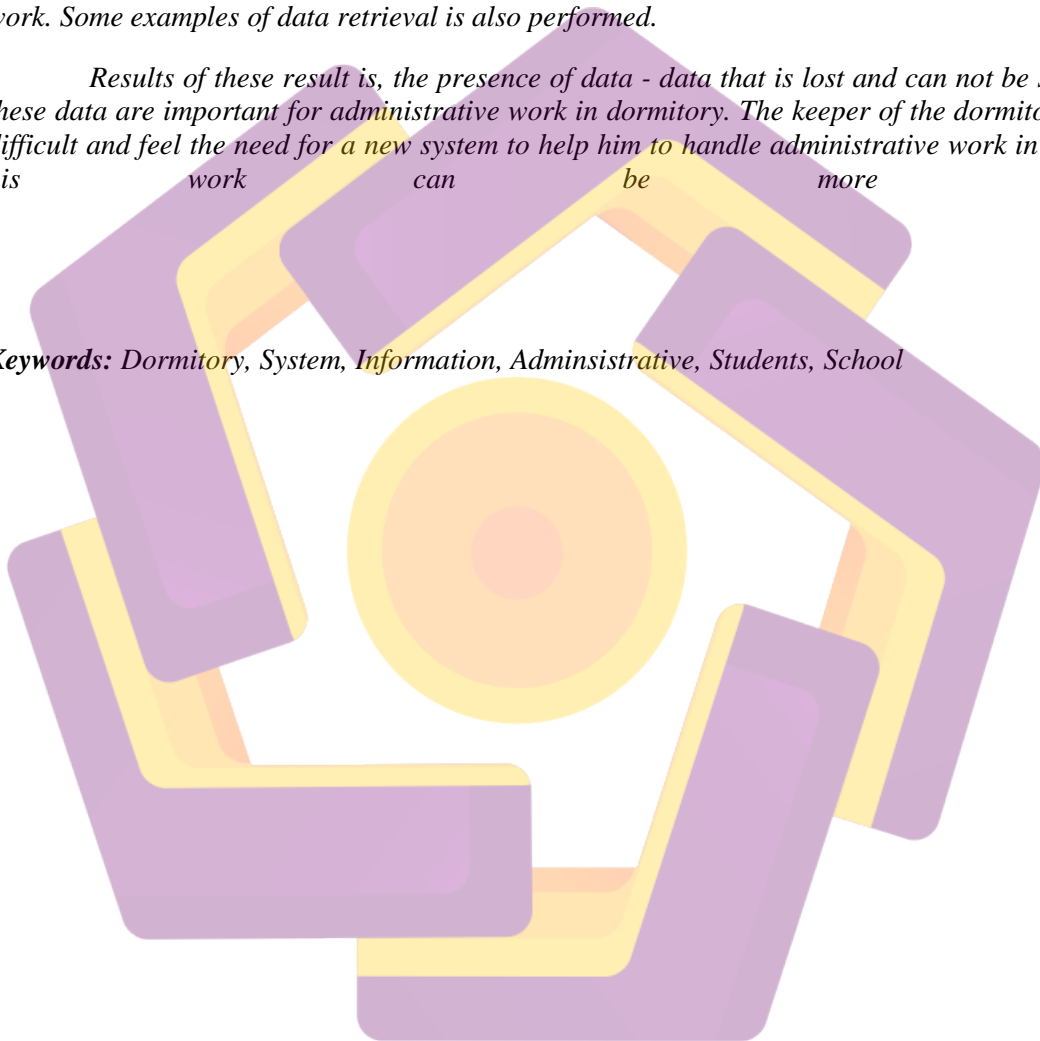 work. Some examples of data retrieval is also performed.
Results of these result is, the presence of data - data that is lost and can not be
these data are important for administrative work in dormitory. The keeper of the
difficult and feel the need for a new system to help him to handle administrative work in
is work can be more
Keywords: Dormitory, System, Information, Adminsistrative, Students, School